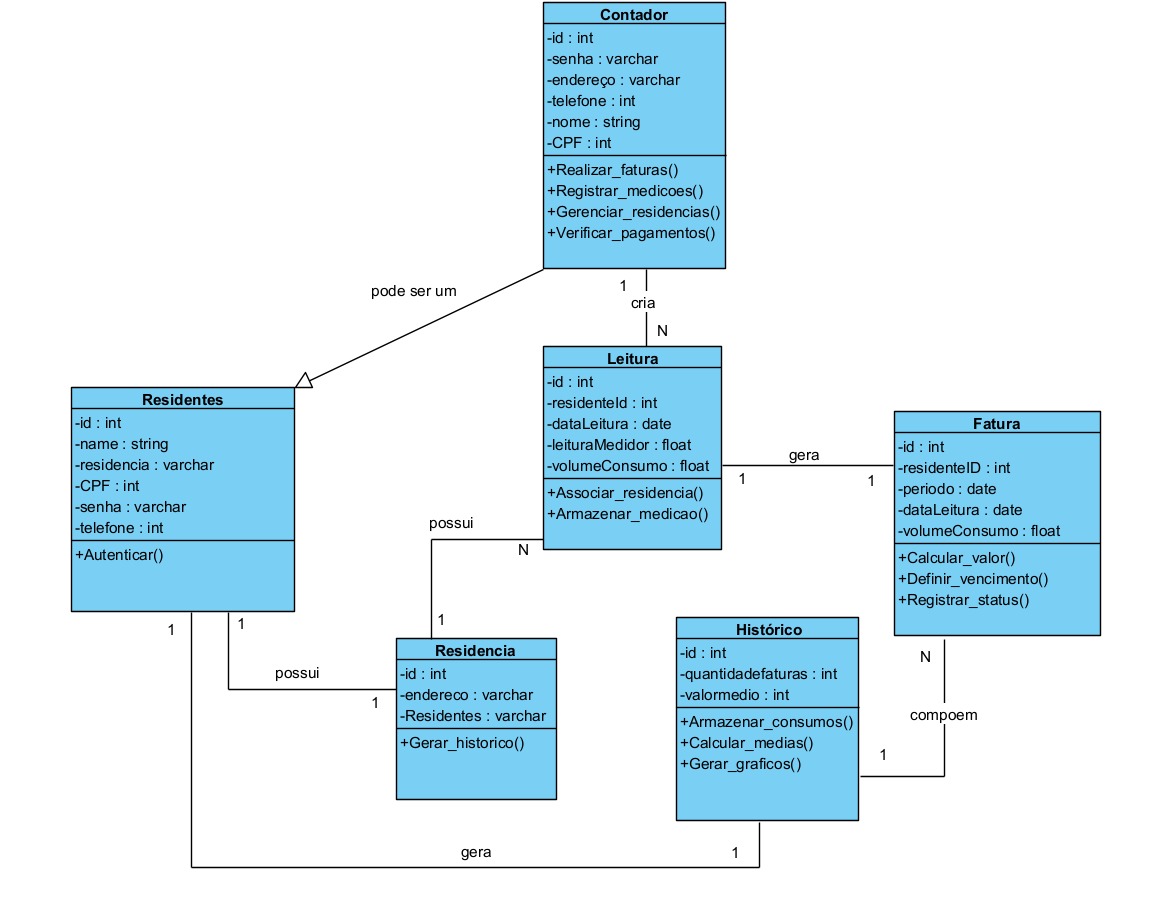 Contador
-id : int
-senha : varchar
-endereço : varchar
-telefone : int
-nome : string
-CPF : int
+Realizar_faturas()
+Registrar_medicoes()
+Gerenciar_residencias()
+Verificar_pagamentos()
pode ser um
1
cria
N
Leitura
-id : int
-residenteId : int
-dataLeitura : date
-leituraMedidor : float
-volumeConsumo : float
+Associar_residencia()
+Armazenar_medicao()
Residentes
-id : int
-name : string
-residencia : varchar
-CPF : int
-senha : varchar
-telefone : int
+Autenticar()
gera
1
1
Fatura
-id : int
-residenteID : int
-periodo : date
-dataLeitura : date
-volumeConsumo : float
+Calcular_valor()
+Definir_vencimento()
+Registrar_status()
possui
N
1
1
1
possui
1
Residencia
-id : int
-endereco : varchar
-Residentes : varchar
+Gerar_historico()
Histórico
-id : int
-quantidadefaturas : int
-valormedio : int
+Armazenar_consumos()
+Calcular_medias()
+Gerar_graficos()
N
compoem
1
gera
1